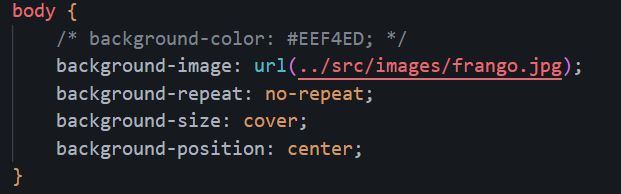 body {
/* background-color: #EEF4ED; */
background-image: url(../src/images/frango.jpg);
background-repeat: no-repeat;
background-size: cover;
background-position: center;
}